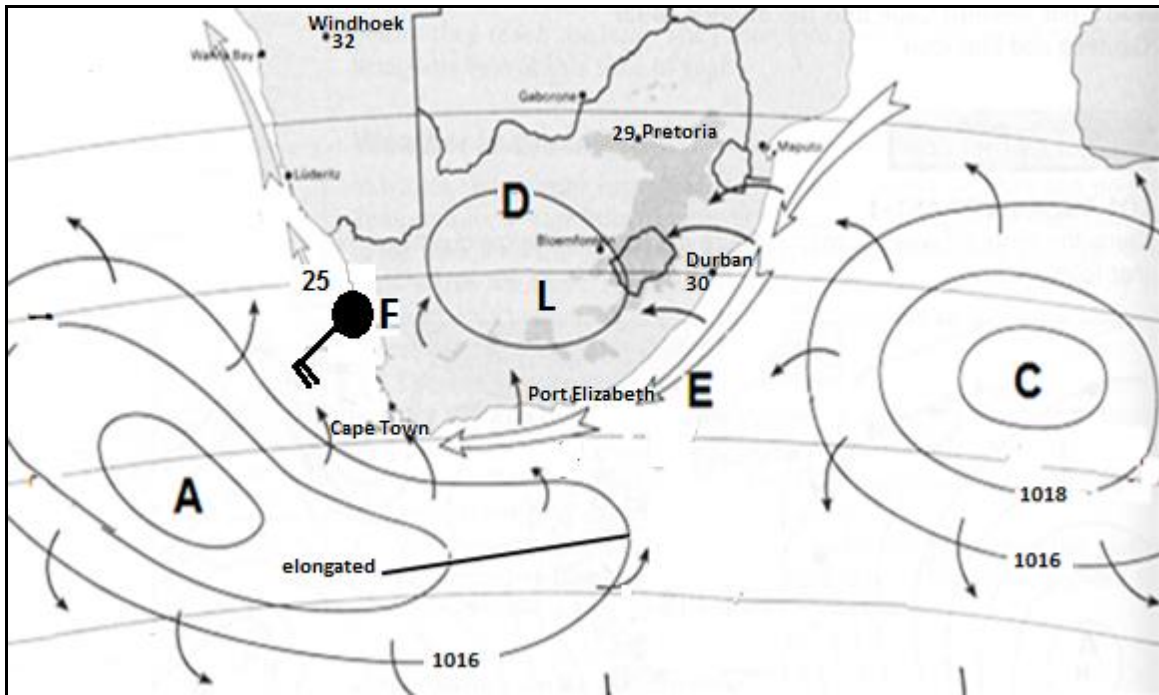 Windhoek
32
Walvis Bay
Gaborone
29 Pretoria
Maputo
Lüderitz
D
Bloemfontein
Durban
30
25
L
F
C
E
Port Elizabeth
Cape Town
A
1018
elongated
1016
1016